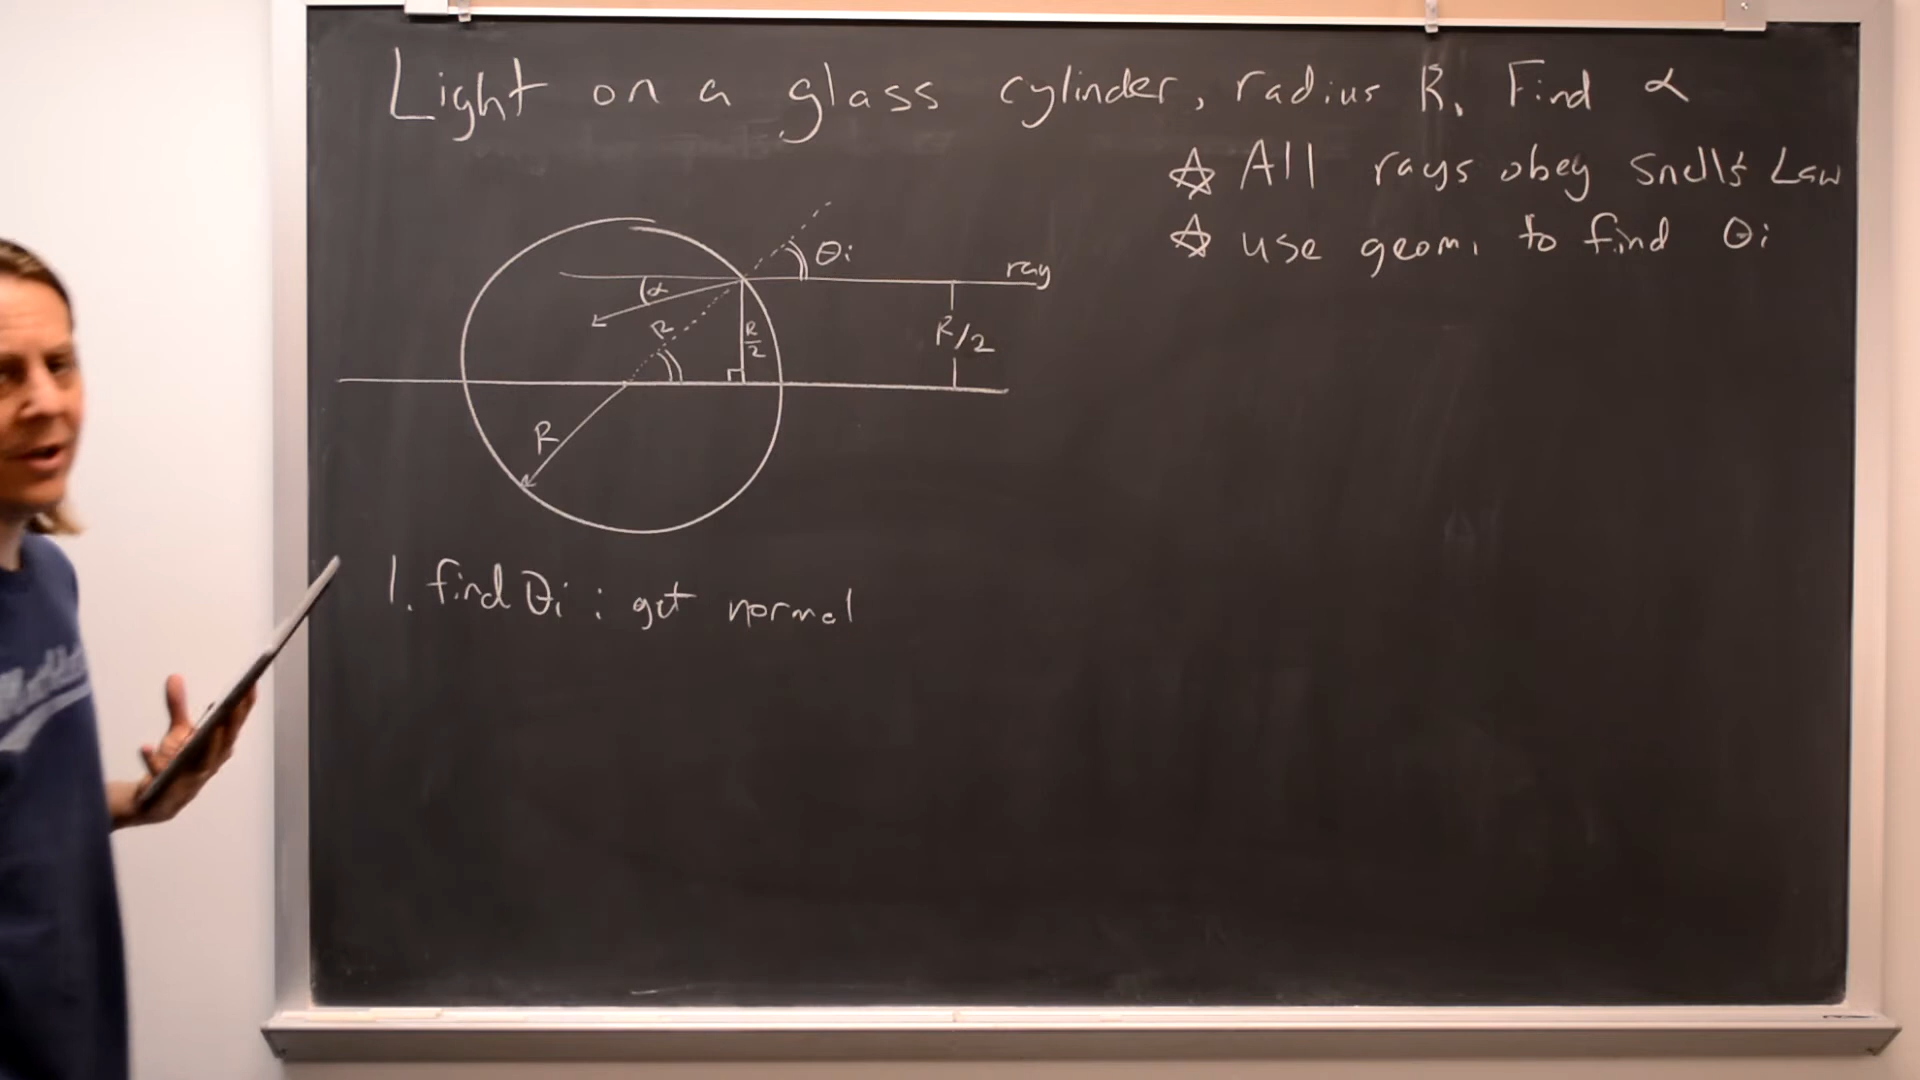 Light on a glass cylinder, radius R. Find α
☆ All rays obey Snell's Law
☆ use geom. to find θi
θi
ray
α
R
R/2
R/2
R
1. find θi : get normal